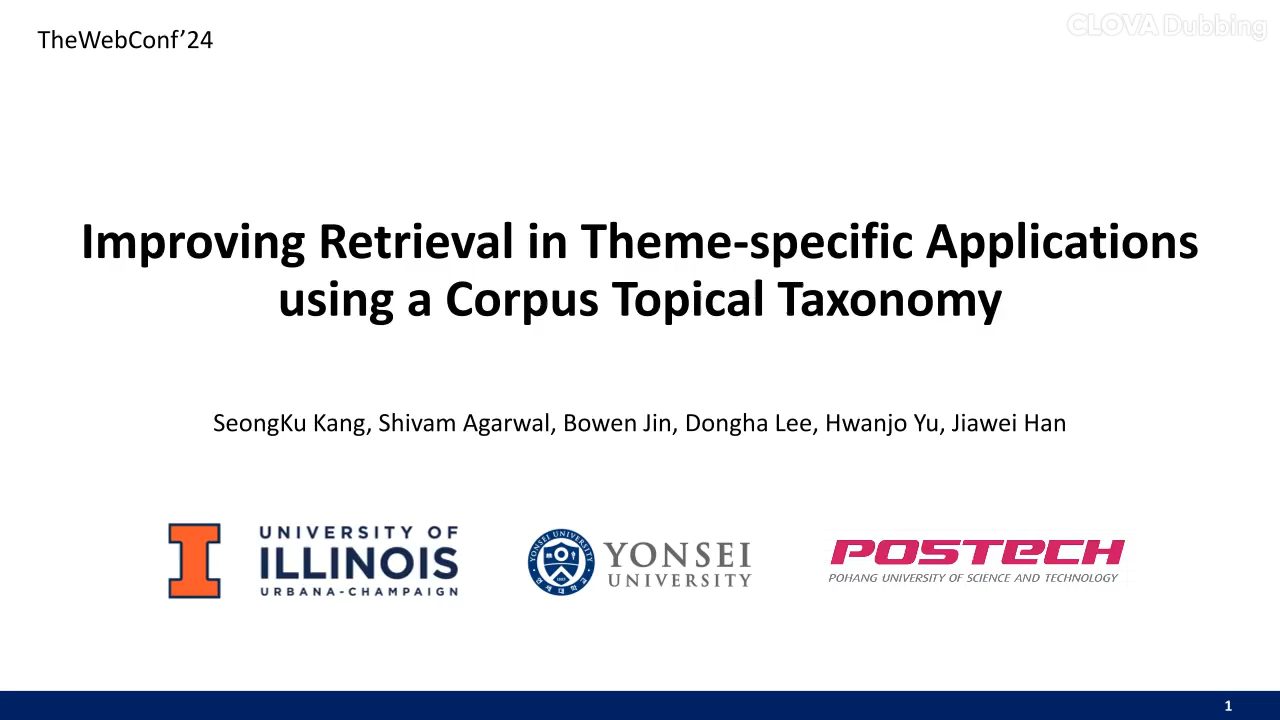 TheWebConf’24
CLOVA Dubbing
Improving Retrieval in Theme-specific Applications
using a Corpus Topical Taxonomy
SeongKu Kang, Shivam Agarwal, Bowen Jin, Dongha Lee, Hwanjo Yu, Jiawei Han
UNIVERSITY OF
ILLINOIS
URBANA-CHAMPAIGN
YONSEI UNIVERSITY
YONSEI
UNIVERSITY
POSTECH
POHANG UNIVERSITY OF SCIENCE AND TECHNOLOGY
1